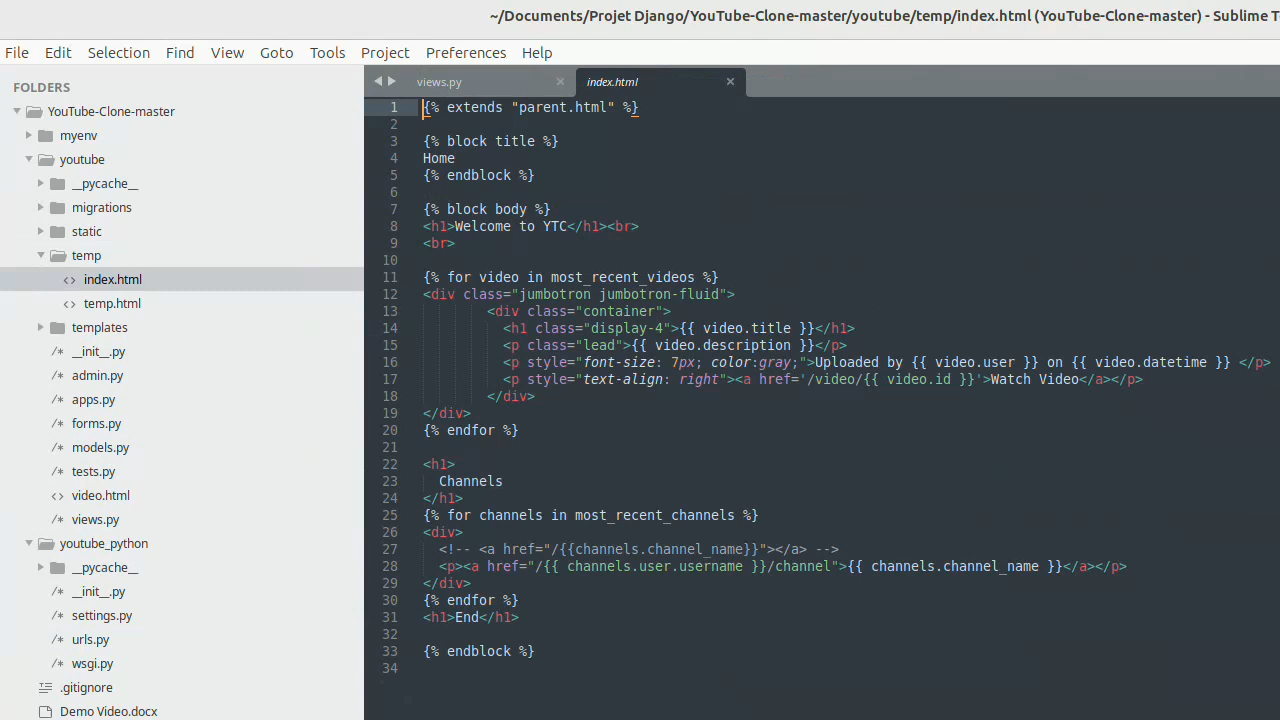 ~/Documents/Projet Django/YouTube-Clone-master/youtube/temp/index.html (YouTube-Clone-master) - Sublime T
File Edit Selection Find View Goto Tools Project Preferences Help
FOLDERS
YouTube-Clone-master
myenv
youtube
__pycache__
migrations
static
temp
index.html
temp.html
templates
__init__.py
admin.py
apps.py
forms.py
models.py
tests.py
video.html
views.py
youtube_python
__pycache__
__init__.py
settings.py
urls.py
wsgi.py
.gitignore
Demo Video.docx
views.py × index.html ×
1 {% extends "parent.html" %}
2
3 {% block title %}
4 Home
5 {% endblock %}
6
7 {% block body %}
8 <h1>Welcome to YTC</h1><br>
9 <br>
10
11 {% for video in most_recent_videos %}
12 <div class="jumbotron jumbotron-fluid">
13         <div class="container">
14           <h1 class="display-4">{{ video.title }}</h1>
15           <p class="lead">{{ video.description }}</p>
16           <p style="font-size: 7px; color:gray;">Uploaded by {{ video.user }} on {{ video.datetime }} </p>
17           <p style="text-align: right"><a href='/video/{{ video.id }}'>Watch Video</a></p>
18         </div>
19 </div>
20 {% endfor %}
21
22 <h1>
23   Channels
24 </h1>
25 {% for channels in most_recent_channels %}
26 <div>
27   <!-- <a href="/{{channels.channel_name}}"></a> -->
28   <p><a href="/{{ channels.user.username }}/channel">{{ channels.channel_name }}</a></p>
29 </div>
30 {% endfor %}
31 <h1>End</h1>
32
33 {% endblock %}
34